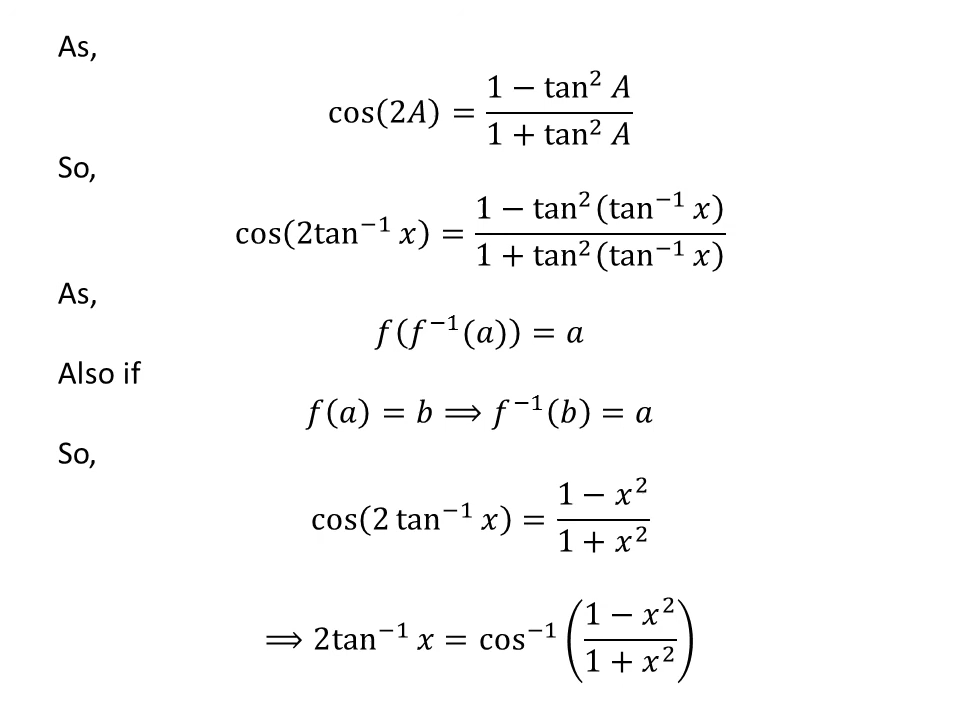 As,
cos(2𝐴) = (1 − tan² 𝐴)/(1 + tan² 𝐴)
So,
cos(2tan⁻¹ 𝑥) = (1 − tan² (tan⁻¹ 𝑥))/(1 + tan² (tan⁻¹ 𝑥))
As,
𝑓(𝑓⁻¹(𝑎)) = 𝑎
Also if
𝑓(𝑎) = 𝑏 ⟹ 𝑓⁻¹(𝑏) = 𝑎
So,
cos(2 tan⁻¹ 𝑥) = (1 − 𝑥²)/(1 + 𝑥²)
⟹ 2tan⁻¹ 𝑥 = cos⁻¹ ((1 − 𝑥²)/(1 + 𝑥²))